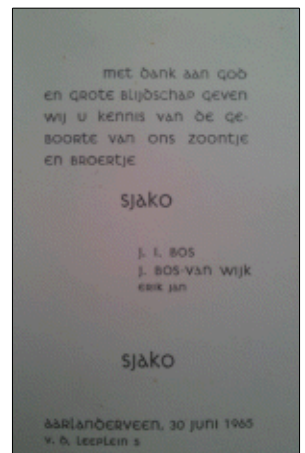 met dank aan god
en grote blijdschap geven
wij u kennis van de ge-
boorte van ons zoontje
en broertje
sjako
j. i. bos
j. bos-van wijk
erik jan
sjako
aarlanderveen, 30 juni 1965
v. d. leeplein 5